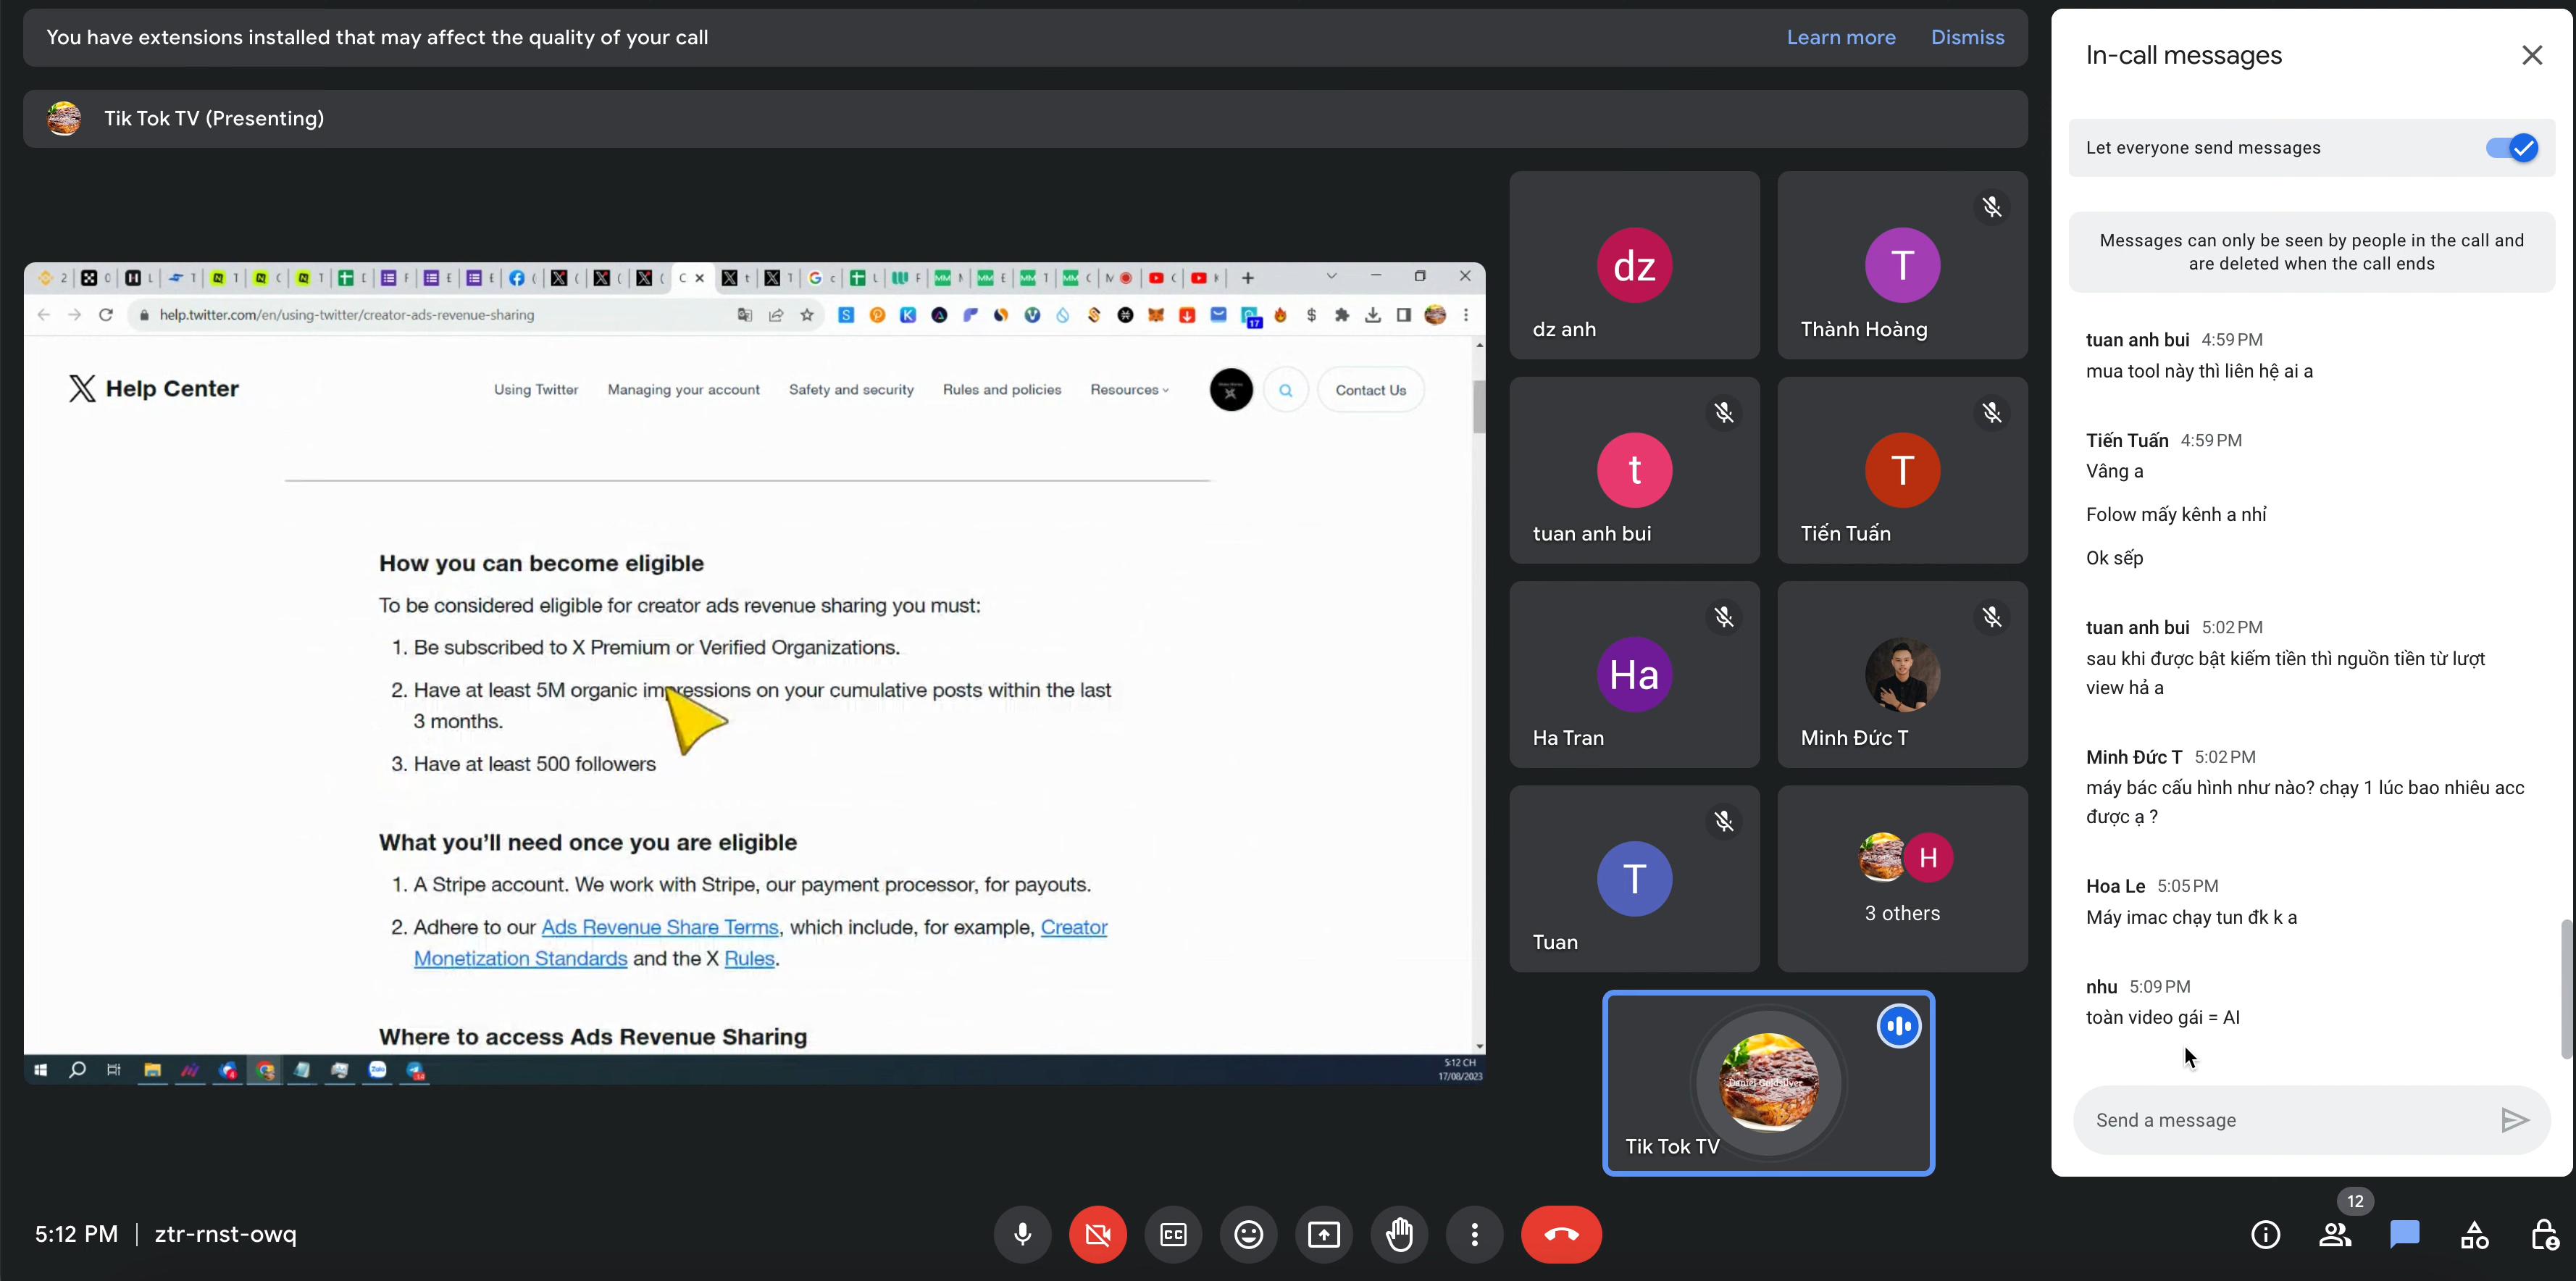 You have extensions installed that may affect the quality of your call
Learn more
Dismiss
Tik Tok TV (Presenting)
help.twitter.com/en/using-twitter/creator-ads-revenue-sharing
17
X Help Center
Using Twitter
Managing your account
Safety and security
Rules and policies
Resources
Contact Us
How you can become eligible
To be considered eligible for creator ads revenue sharing you must:
1. Be subscribed to X Premium or Verified Organizations.
2. Have at least 5M organic impressions on your cumulative posts within the last
3 months.
3. Have at least 500 followers
What you’ll need once you are eligible
1. A Stripe account. We work with Stripe, our payment processor, for payouts.
2. Adhere to our Ads Revenue Share Terms, which include, for example, Creator
Monetization Standards and the X Rules.
Where to access Ads Revenue Sharing
5:12 CH
17/08/2023
dz
dz anh
T
Thành Hoàng
t
tuan anh bui
T
Tiến Tuấn
Ha
Ha Tran
Minh Đức T
T
Tuan
H
3 others
Daniel Goldsilver
Tik Tok TV
In-call messages
Let everyone send messages
Messages can only be seen by people in the call and
are deleted when the call ends
tuan anh bui 4:59 PM
mua tool này thì liên hệ ai a
Tiến Tuấn 4:59 PM
Vâng a
Folow mấy kênh a nhỉ
Ok sếp
tuan anh bui 5:02 PM
sau khi được bật kiếm tiền thì nguồn tiền từ lượt
view hả a
Minh Đức T 5:02 PM
máy bác cấu hình như nào? chạy 1 lúc bao nhiêu acc
được ạ ?
Hoa Le 5:05 PM
Máy imac chạy tun đk k a
nhu 5:09 PM
toàn video gái = AI
Send a message
5:12 PM | ztr-rnst-owq
CC
12